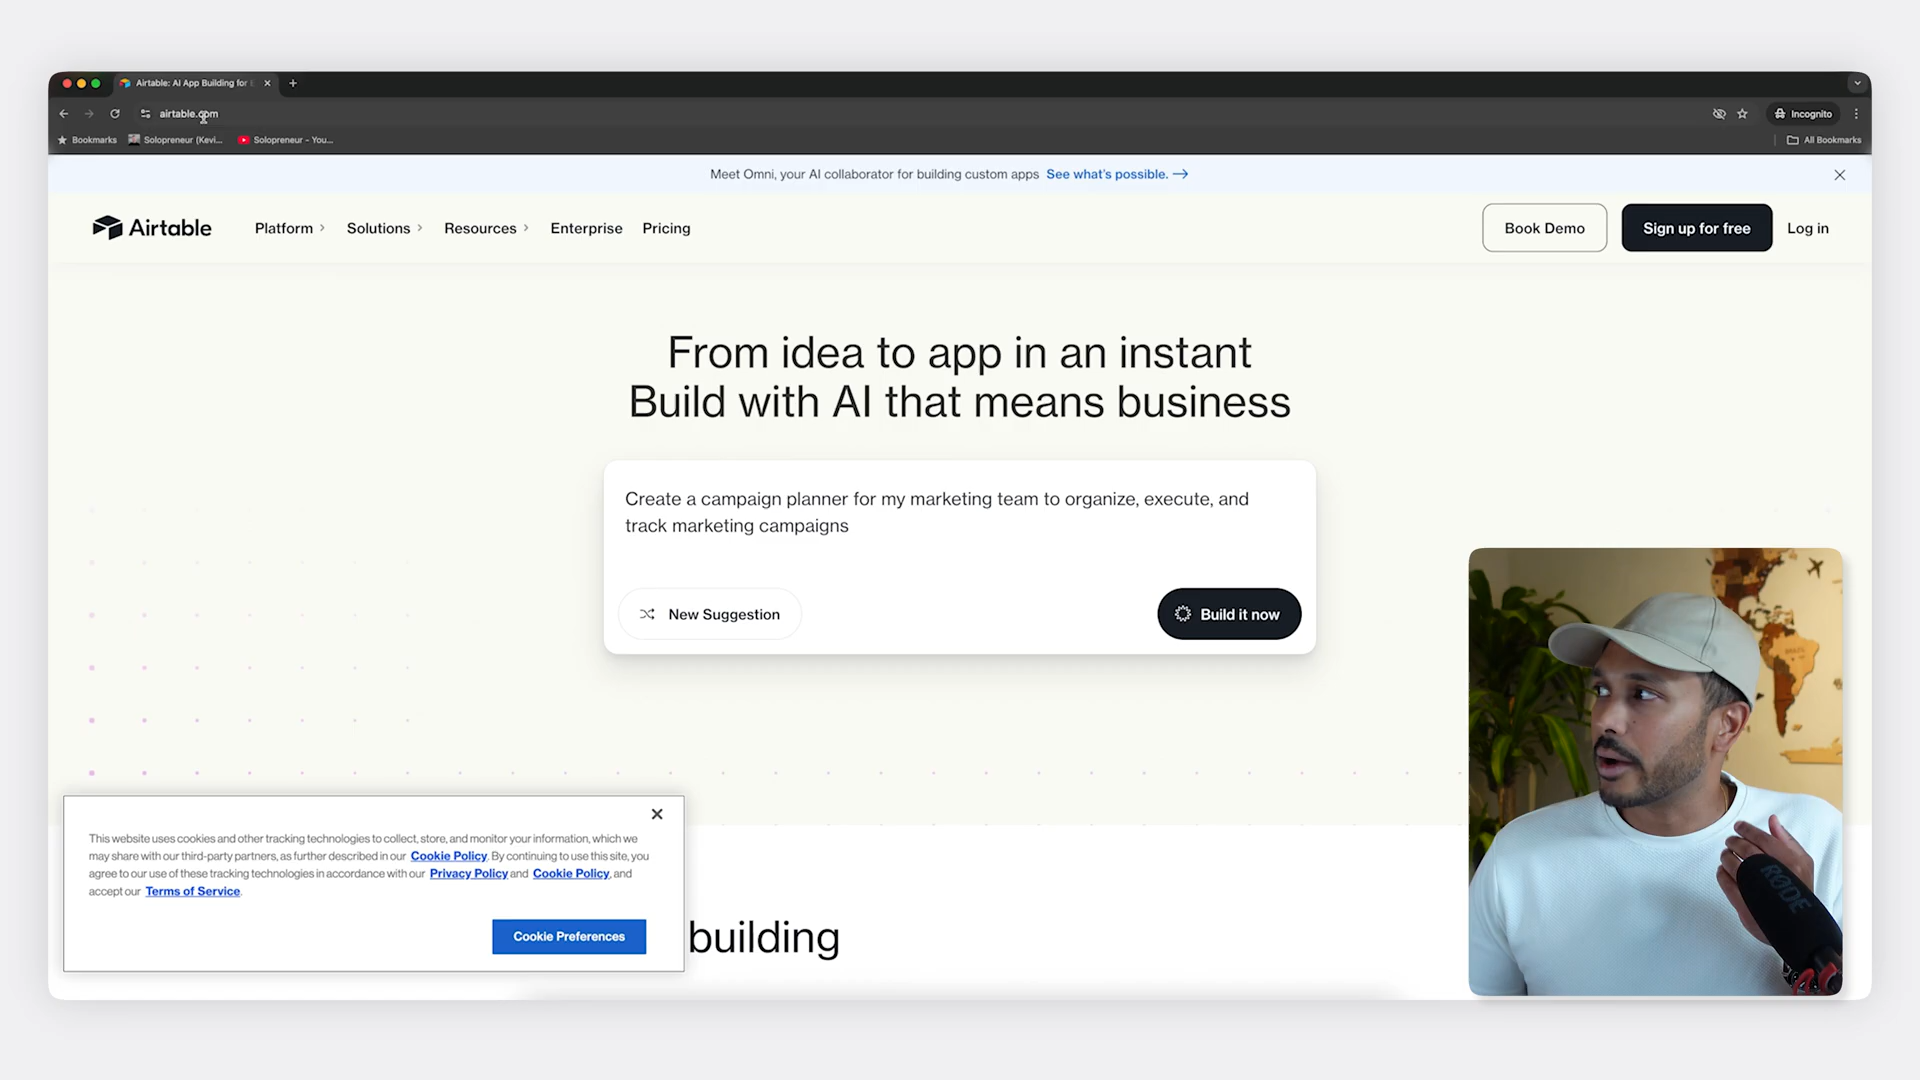 Airtable: AI App Building for
airtable.com
Incognito
Bookmarks
Solopreneur (Kevi...
Solopreneur - You...
All Bookmarks
Meet Omni, your AI collaborator for building custom apps See what's possible. →
Airtable
Platform
Solutions
Resources
Enterprise
Pricing
Book Demo
Sign up for free
Log in
From idea to app in an instant
Build with AI that means business
Create a campaign planner for my marketing team to organize, execute, and
track marketing campaigns
New Suggestion
Build it now
This website uses cookies and other tracking technologies to collect, store, and monitor your information, which we
may share with our third-party partners, as further described in our Cookie Policy. By continuing to use this site, you
agree to our use of these tracking technologies in accordance with our Privacy Policy and Cookie Policy, and
accept our Terms of Service.
Cookie Preferences
building
BRAZIL
RØDE